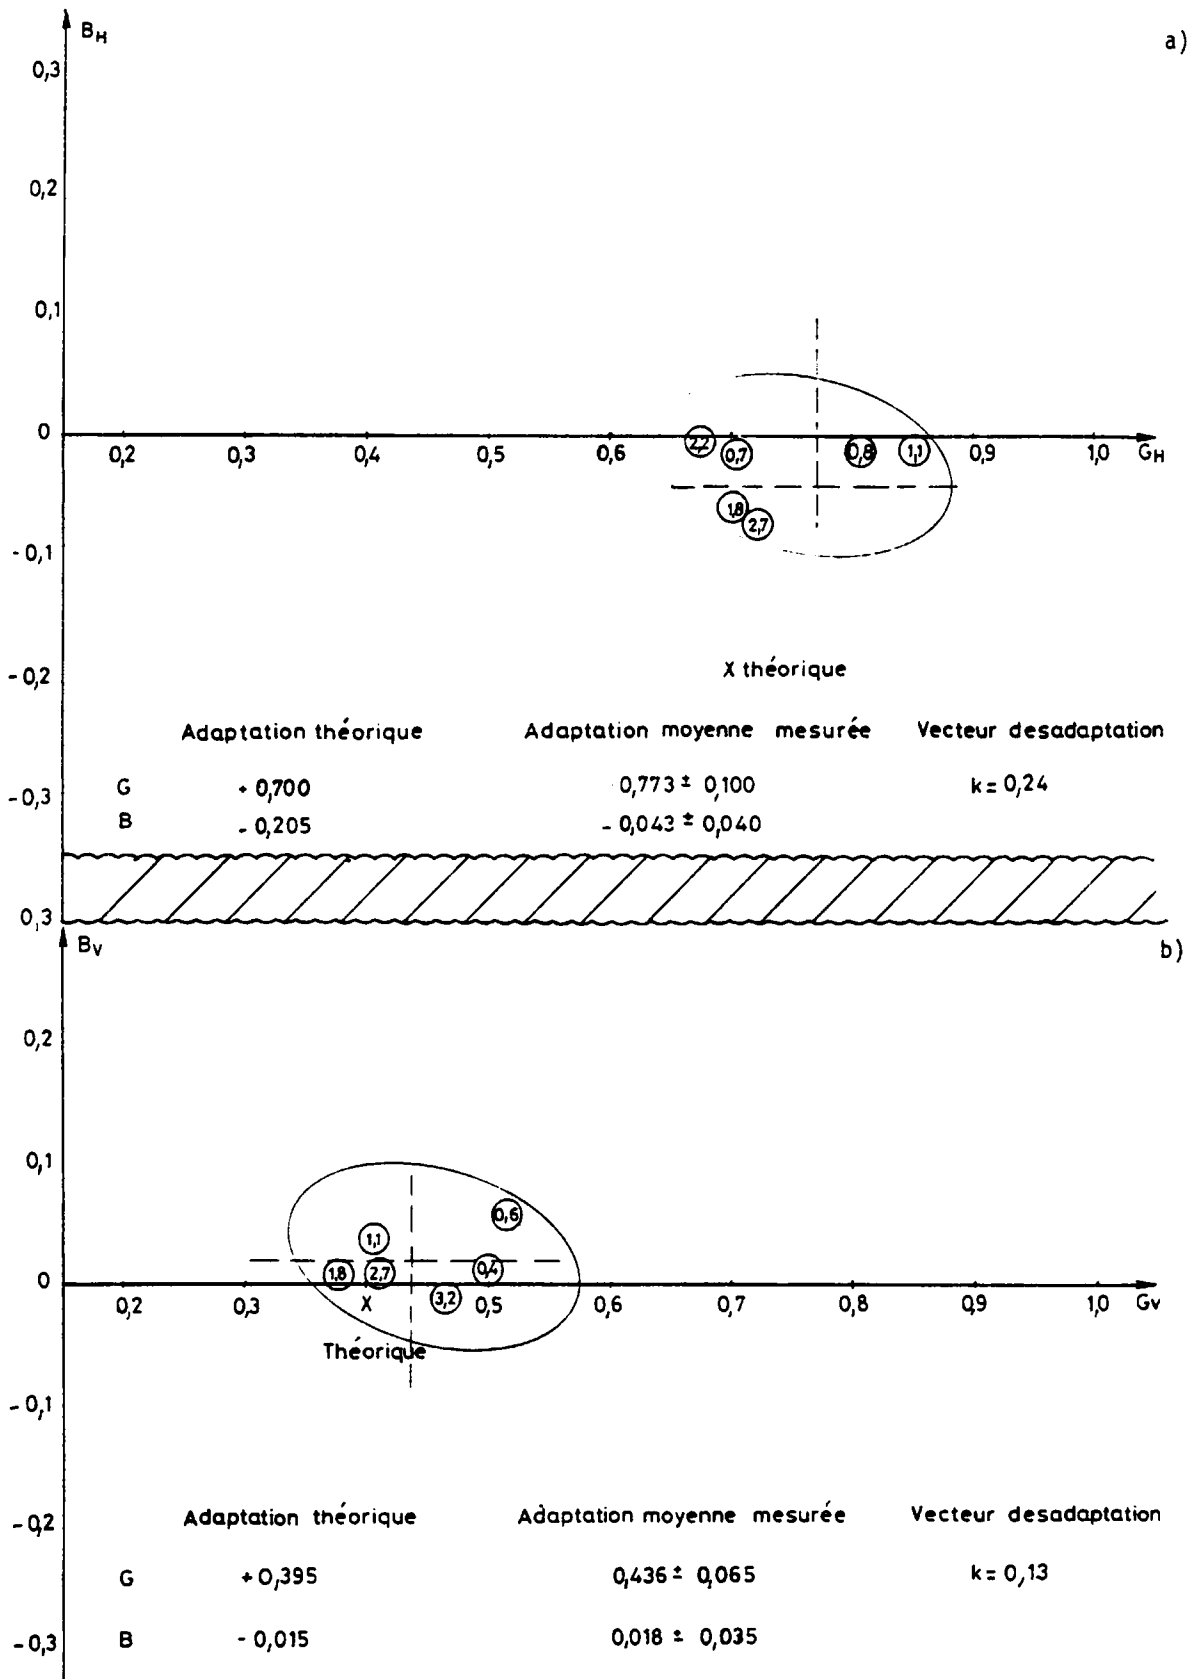 B_H
a)
0,3
0,2
0,1
0
0,2 0,3 0,4 0,5 0,6 0,7 0,8 0,9 1,0 G_H
2,2 0,7 0,8 1,1
1,8
2,7
- 0,1
- 0,2
X théorique
Adaptation théorique Adaptation moyenne mesurée Vecteur desadaptation
- 0,3
G + 0,700 0,773 ± 0,100 k = 0,24
B - 0,205 - 0,043 ± 0,040
0,3
B_V
b)
0,2
0,1
0,6
1,1
1,8 2,7 0,4
3,2
0
0,2 0,3 X 0,5 0,6 0,7 0,8 0,9 1,0 G_V
Théorique
- 0,1
- 0,2
Adaptation théorique Adaptation moyenne mesurée Vecteur desadaptation
G + 0,395 0,436 ± 0,065 k = 0,13
B - 0,015 0,018 ± 0,035
- 0,3